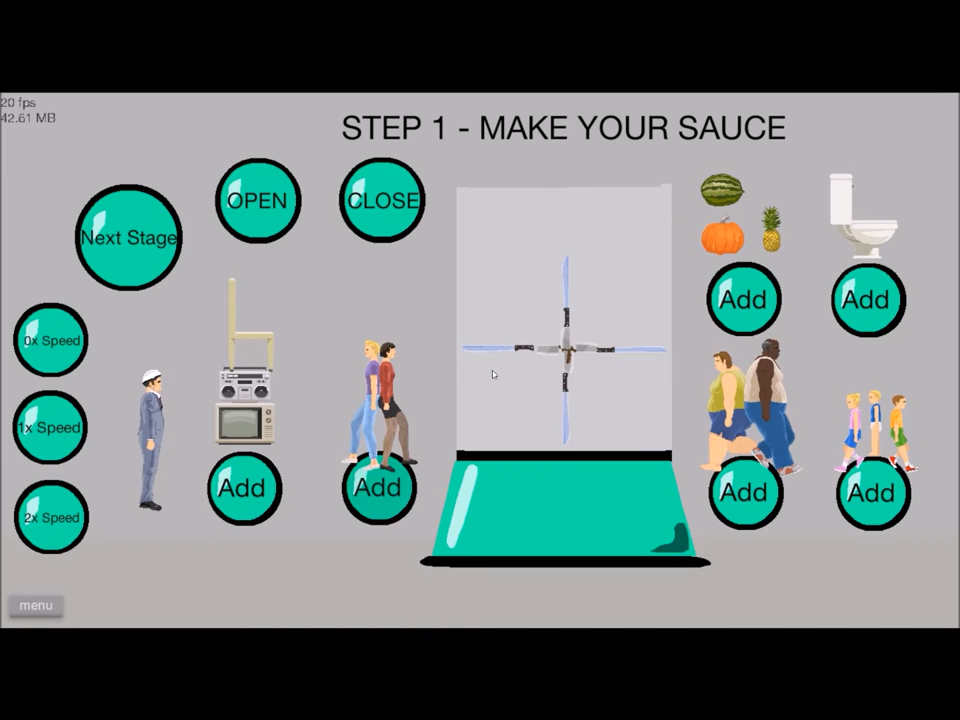 20 fps
42.61 MB
STEP 1 - MAKE YOUR SAUCE
OPEN
CLOSE
Next Stage
Add
Add
0x Speed
1x Speed
2x Speed
Add
Add
Add
Add
menu